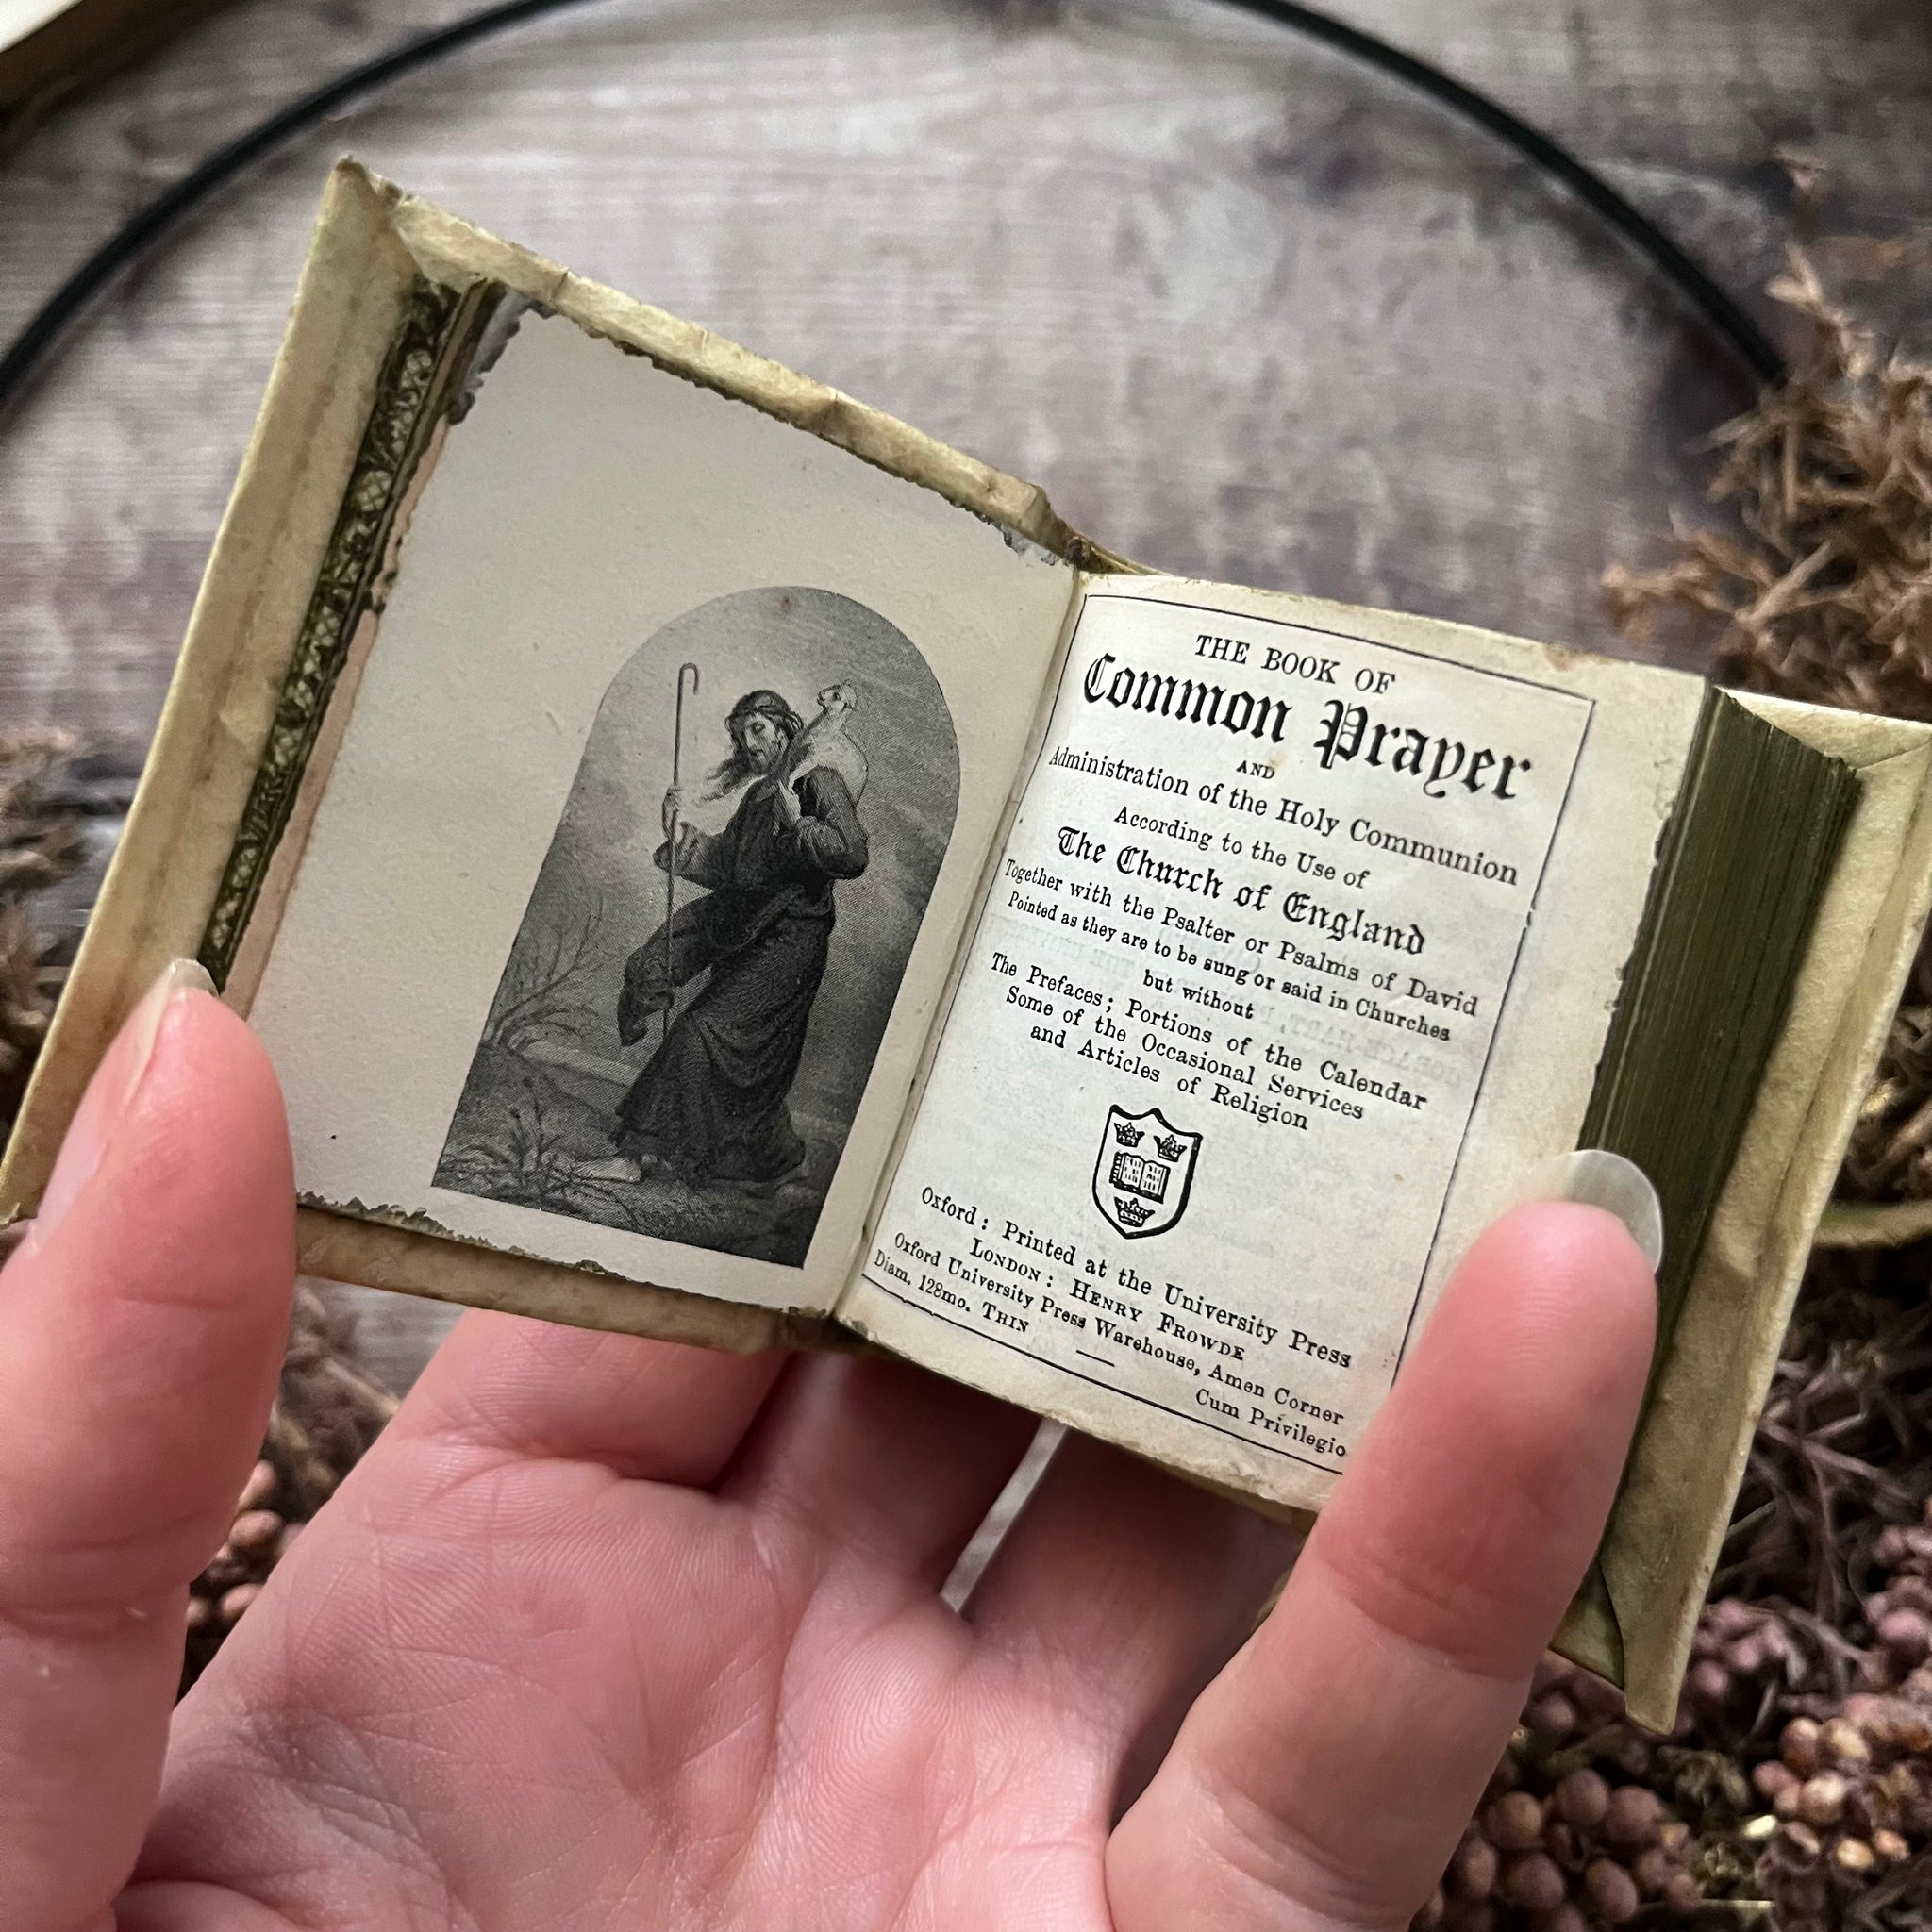 THE BOOK OF
Common Prayer
AND
Administration of the Holy Communion
According to the Use of
The Church of England
Together with the Psalter or Psalms of David
Pointed as they are to be sung or said in Churches
but without
The Prefaces; Portions of the Calendar
Some of the Occasional Services
and Articles of Religion
Oxford: Printed at the University Press
LONDON: HENRY FROWDE
Oxford University Press Warehouse, Amen Corner
Diam. 128mo. THIN
Cum Privilegio